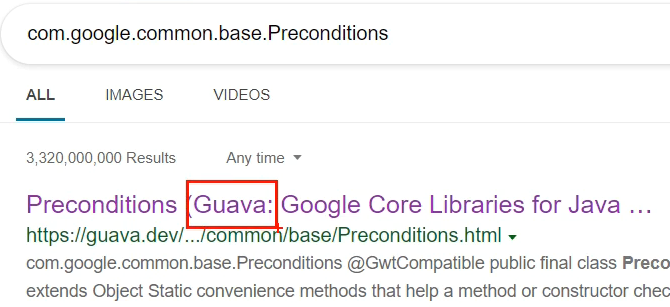 com.google.common.base.Preconditions
ALL IMAGES VIDEOS
3,320,000,000 Results Any time
Preconditions (Guava: Google Core Libraries for Java ...
https://guava.dev/.../common/base/Preconditions.html
com.google.common.base.Preconditions @GwtCompatible public final class Preco
extends Object Static convenience methods that help a method or constructor chec